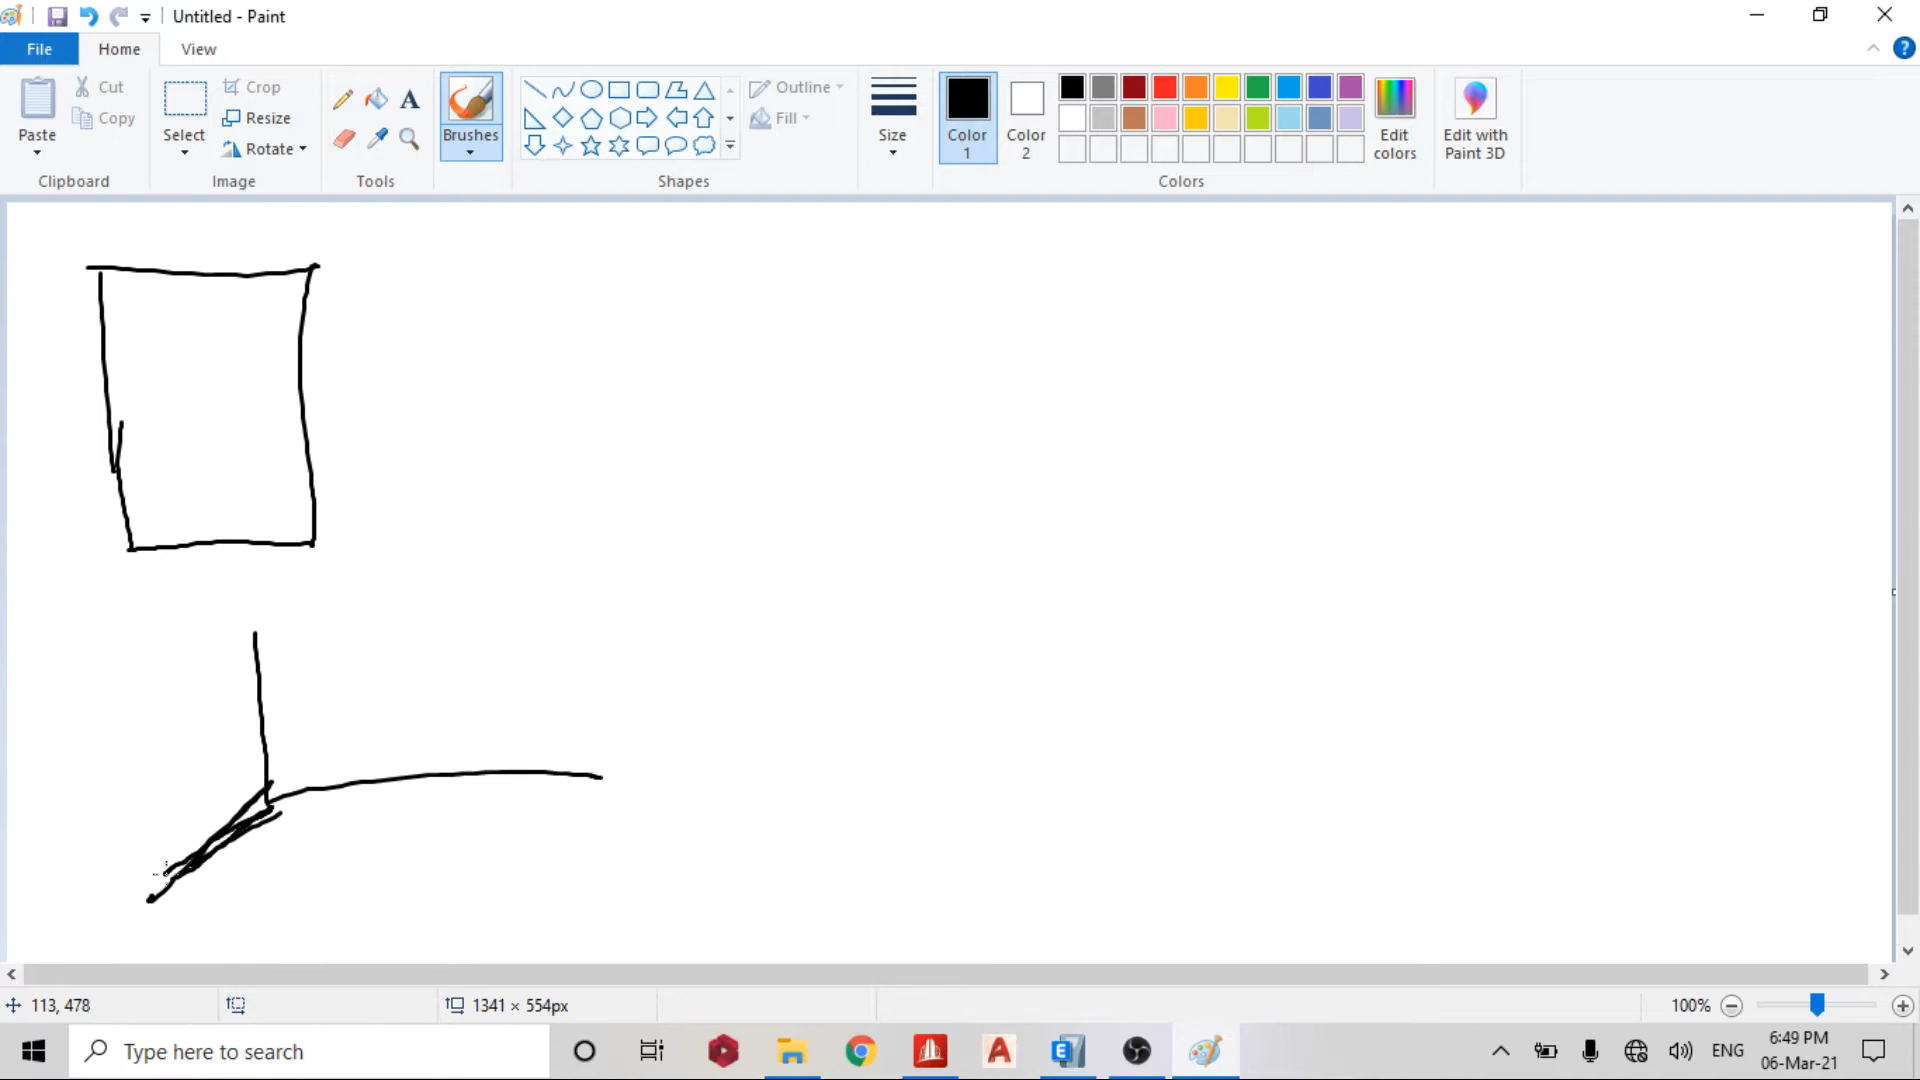 Untitled - Paint
File Home View
Paste
Cut
Copy
Clipboard
Select
Crop
Resize
Rotate
Image
A
Tools
Brushes
Outline
Fill
Shapes
Size
Color 1
Color 2
Edit colors
Colors
Edit with Paint 3D
?
113, 478
1341 × 554px
100%
Type here to search
A
E
ENG
6:49 PM
06-Mar-21